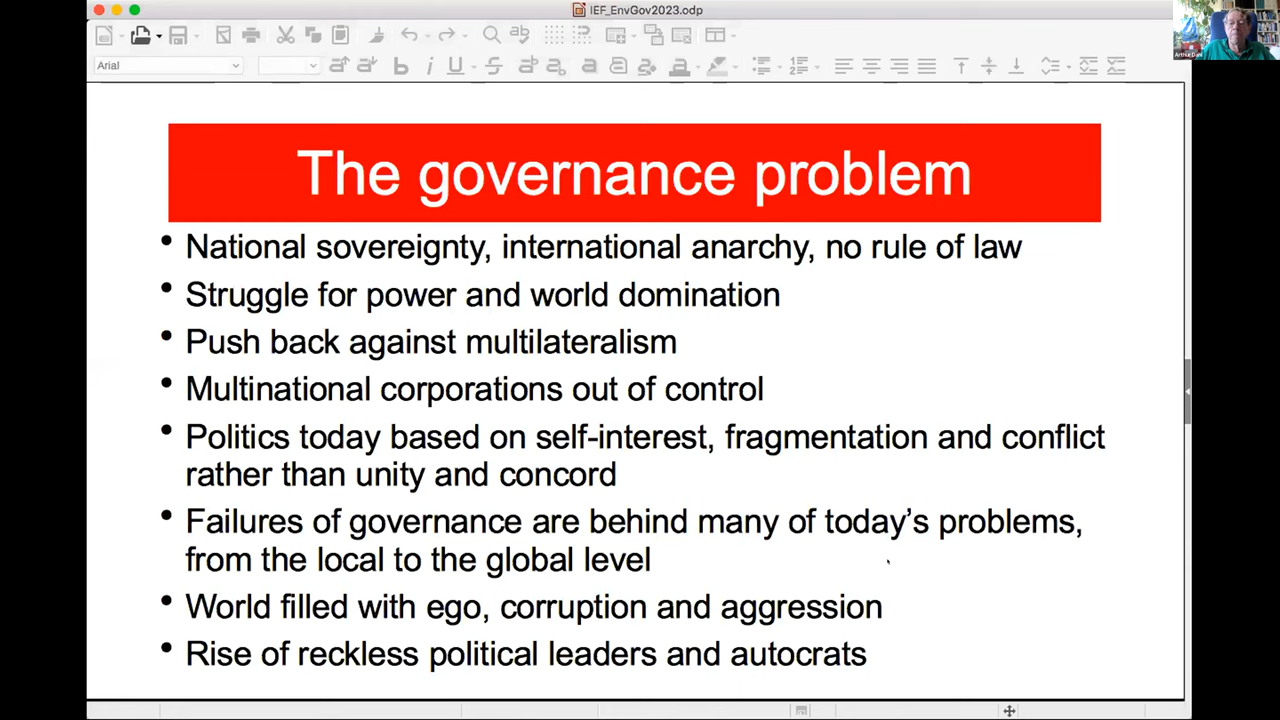 IEF_EnvGov2023.odp
Arial
The governance problem
• National sovereignty, international anarchy, no rule of law
• Struggle for power and world domination
• Push back against multilateralism
• Multinational corporations out of control
• Politics today based on self-interest, fragmentation and conflict
rather than unity and concord
• Failures of governance are behind many of today’s problems,
from the local to the global level
• World filled with ego, corruption and aggression
• Rise of reckless political leaders and autocrats